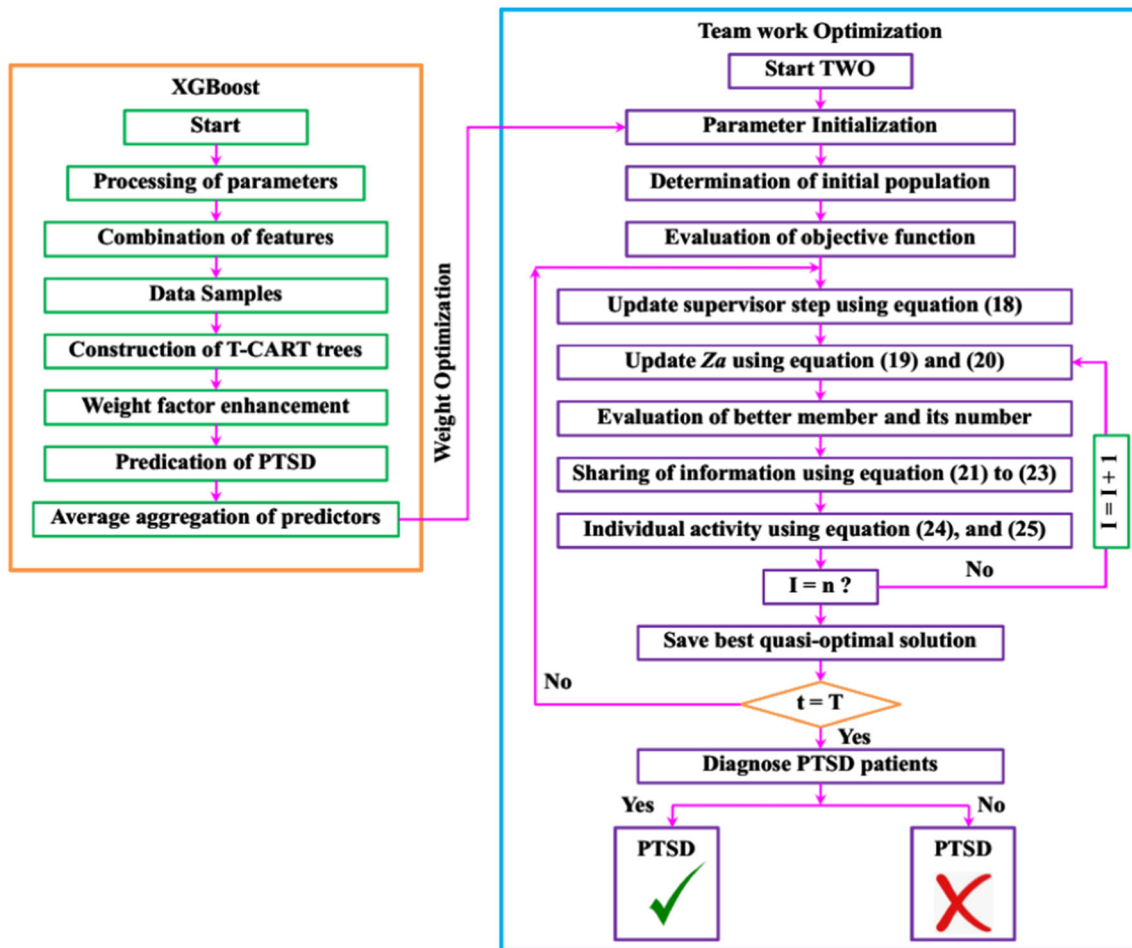 XGBoost
Start
Processing of parameters
Combination of features
Data Samples
Construction of T-CART trees
Weight factor enhancement
Predication of PTSD
Average aggregation of predictors
Weight Optimization
Team work Optimization
Start TWO
Parameter Initialization
Determination of initial population
Evaluation of objective function
Update supervisor step using equation (18)
Update Za using equation (19) and (20)
Evaluation of better member and its number
Sharing of information using equation (21) to (23)
Individual activity using equation (24), and (25)
I = n ?
No
I = I + 1
Save best quasi-optimal solution
No
t = T
Yes
Diagnose PTSD patients
Yes
No
PTSD
PTSD